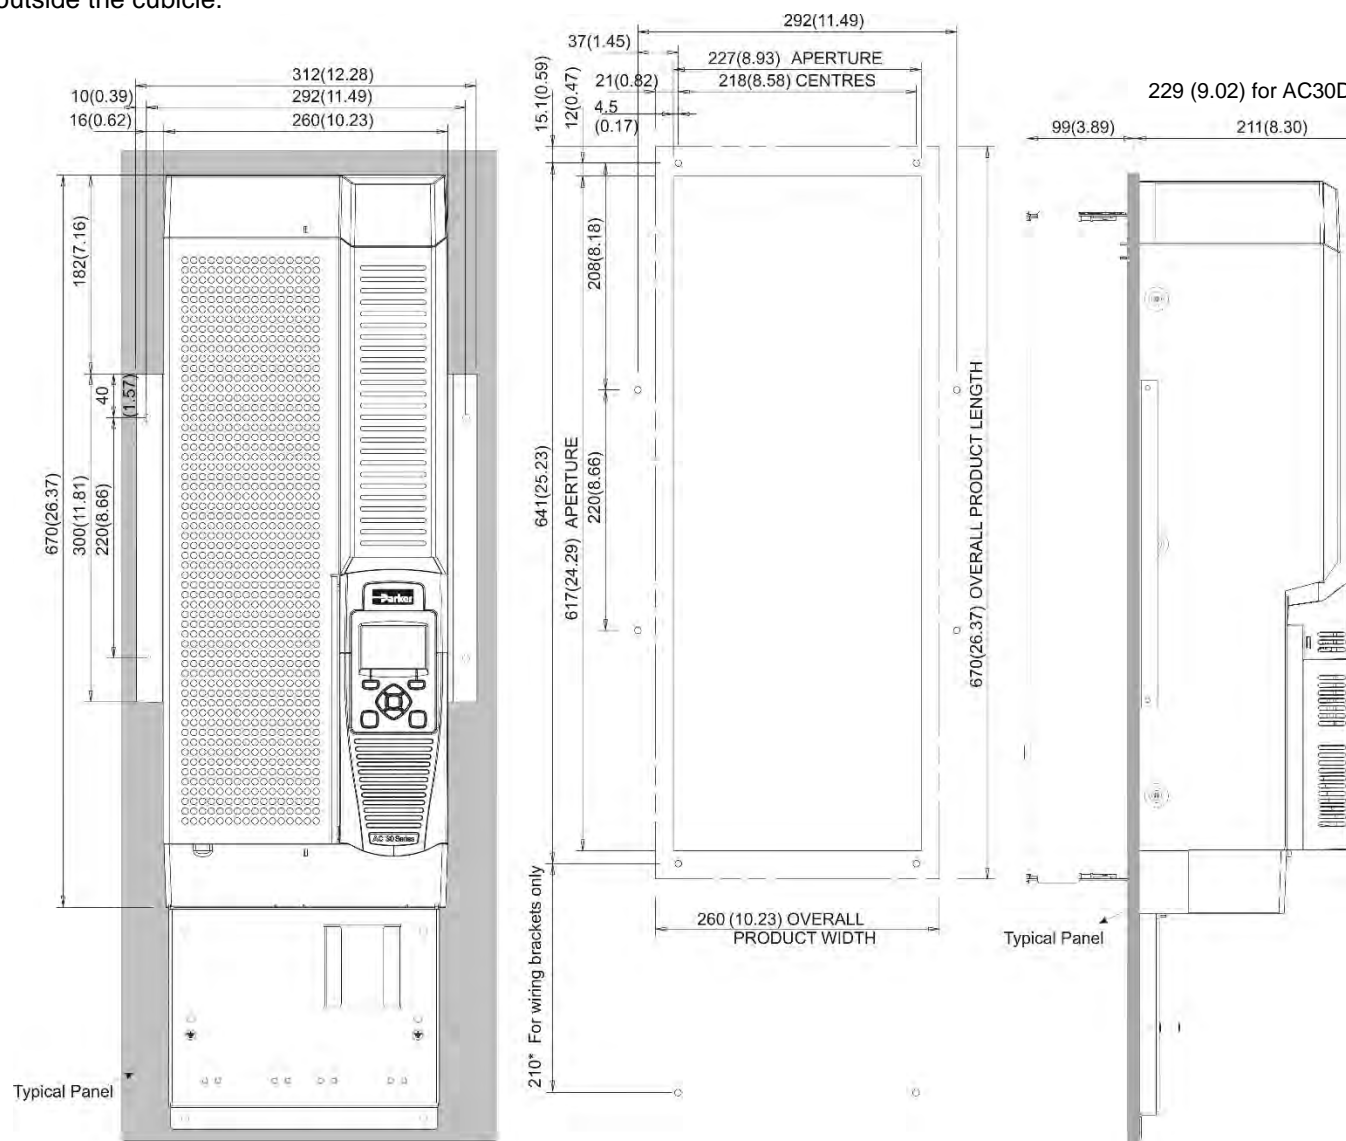 outside the cubicle.
292(11.49)
37(1.45)
227(8.93) APERTURE
21(0.82)
218(8.58) CENTRES
4.5
(0.17)
15.1(0.59)
12(0.47)
312(12.28)
10(0.39)
292(11.49)
16(0.62)
260(10.23)
229 (9.02) for AC30D
99(3.89)
211(8.30)
182(7.16)
40
(1.57)
670(26.37)
300(11.81)
220(8.66)
208(8.18)
641(25.23)
617(24.29) APERTURE
220(8.66)
670(26.37) OVERALL PRODUCT LENGTH
Parker
AC 30 Series
260 (10.23) OVERALL
PRODUCT WIDTH
210* For wiring brackets only
Typical Panel
Typical Panel